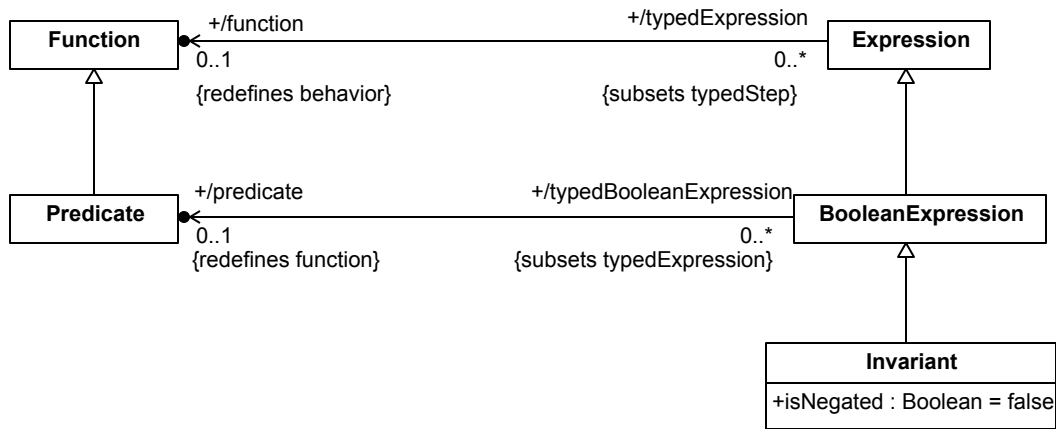 Function
+/function
+/typedExpression
Expression
0..1
0..*
{redefines behavior}
{subsets typedStep}
Predicate
+/predicate
+/typedBooleanExpression
BooleanExpression
0..1
0..*
{redefines function}
{subsets typedExpression}
Invariant
+isNegated : Boolean = false